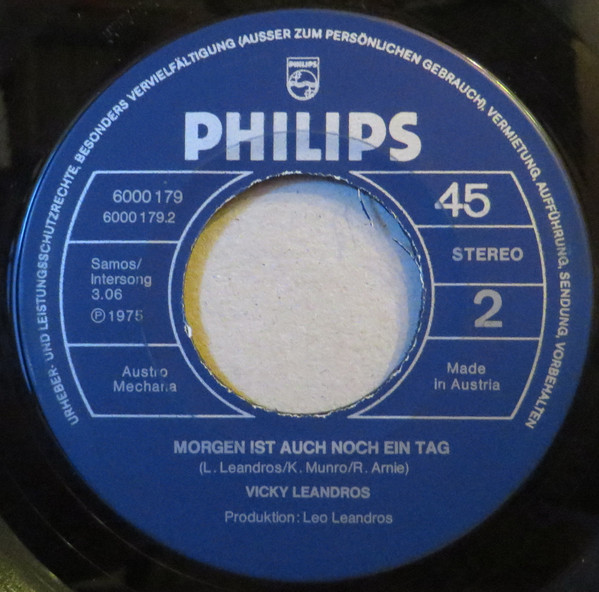 URHEBER- UND LEISTUNGSSCHUTZRECHTE, BESONDERS VERVIELFÄLTIGUNG (AUSSER ZUM PERSÖNLICHEN GEBRAUCH), VERMIETUNG, AUFFÜHRUNG, SENDUNG, VORBEHALTEN
PHILIPS
PHILIPS
6000 179
6000 179.2
Samos/
Intersong
3.06
℗ 1975
Austro
Mechana
45
STEREO
2
Made
in Austria
MORGEN IST AUCH NOCH EIN TAG
(L. Leandros/K. Munro/R. Arnie)
VICKY LEANDROS
Produktion: Leo Leandros